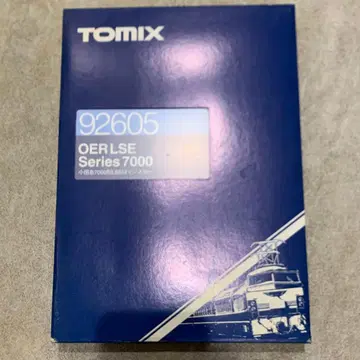 TOMIX
92605
OER LSE
Series 7000